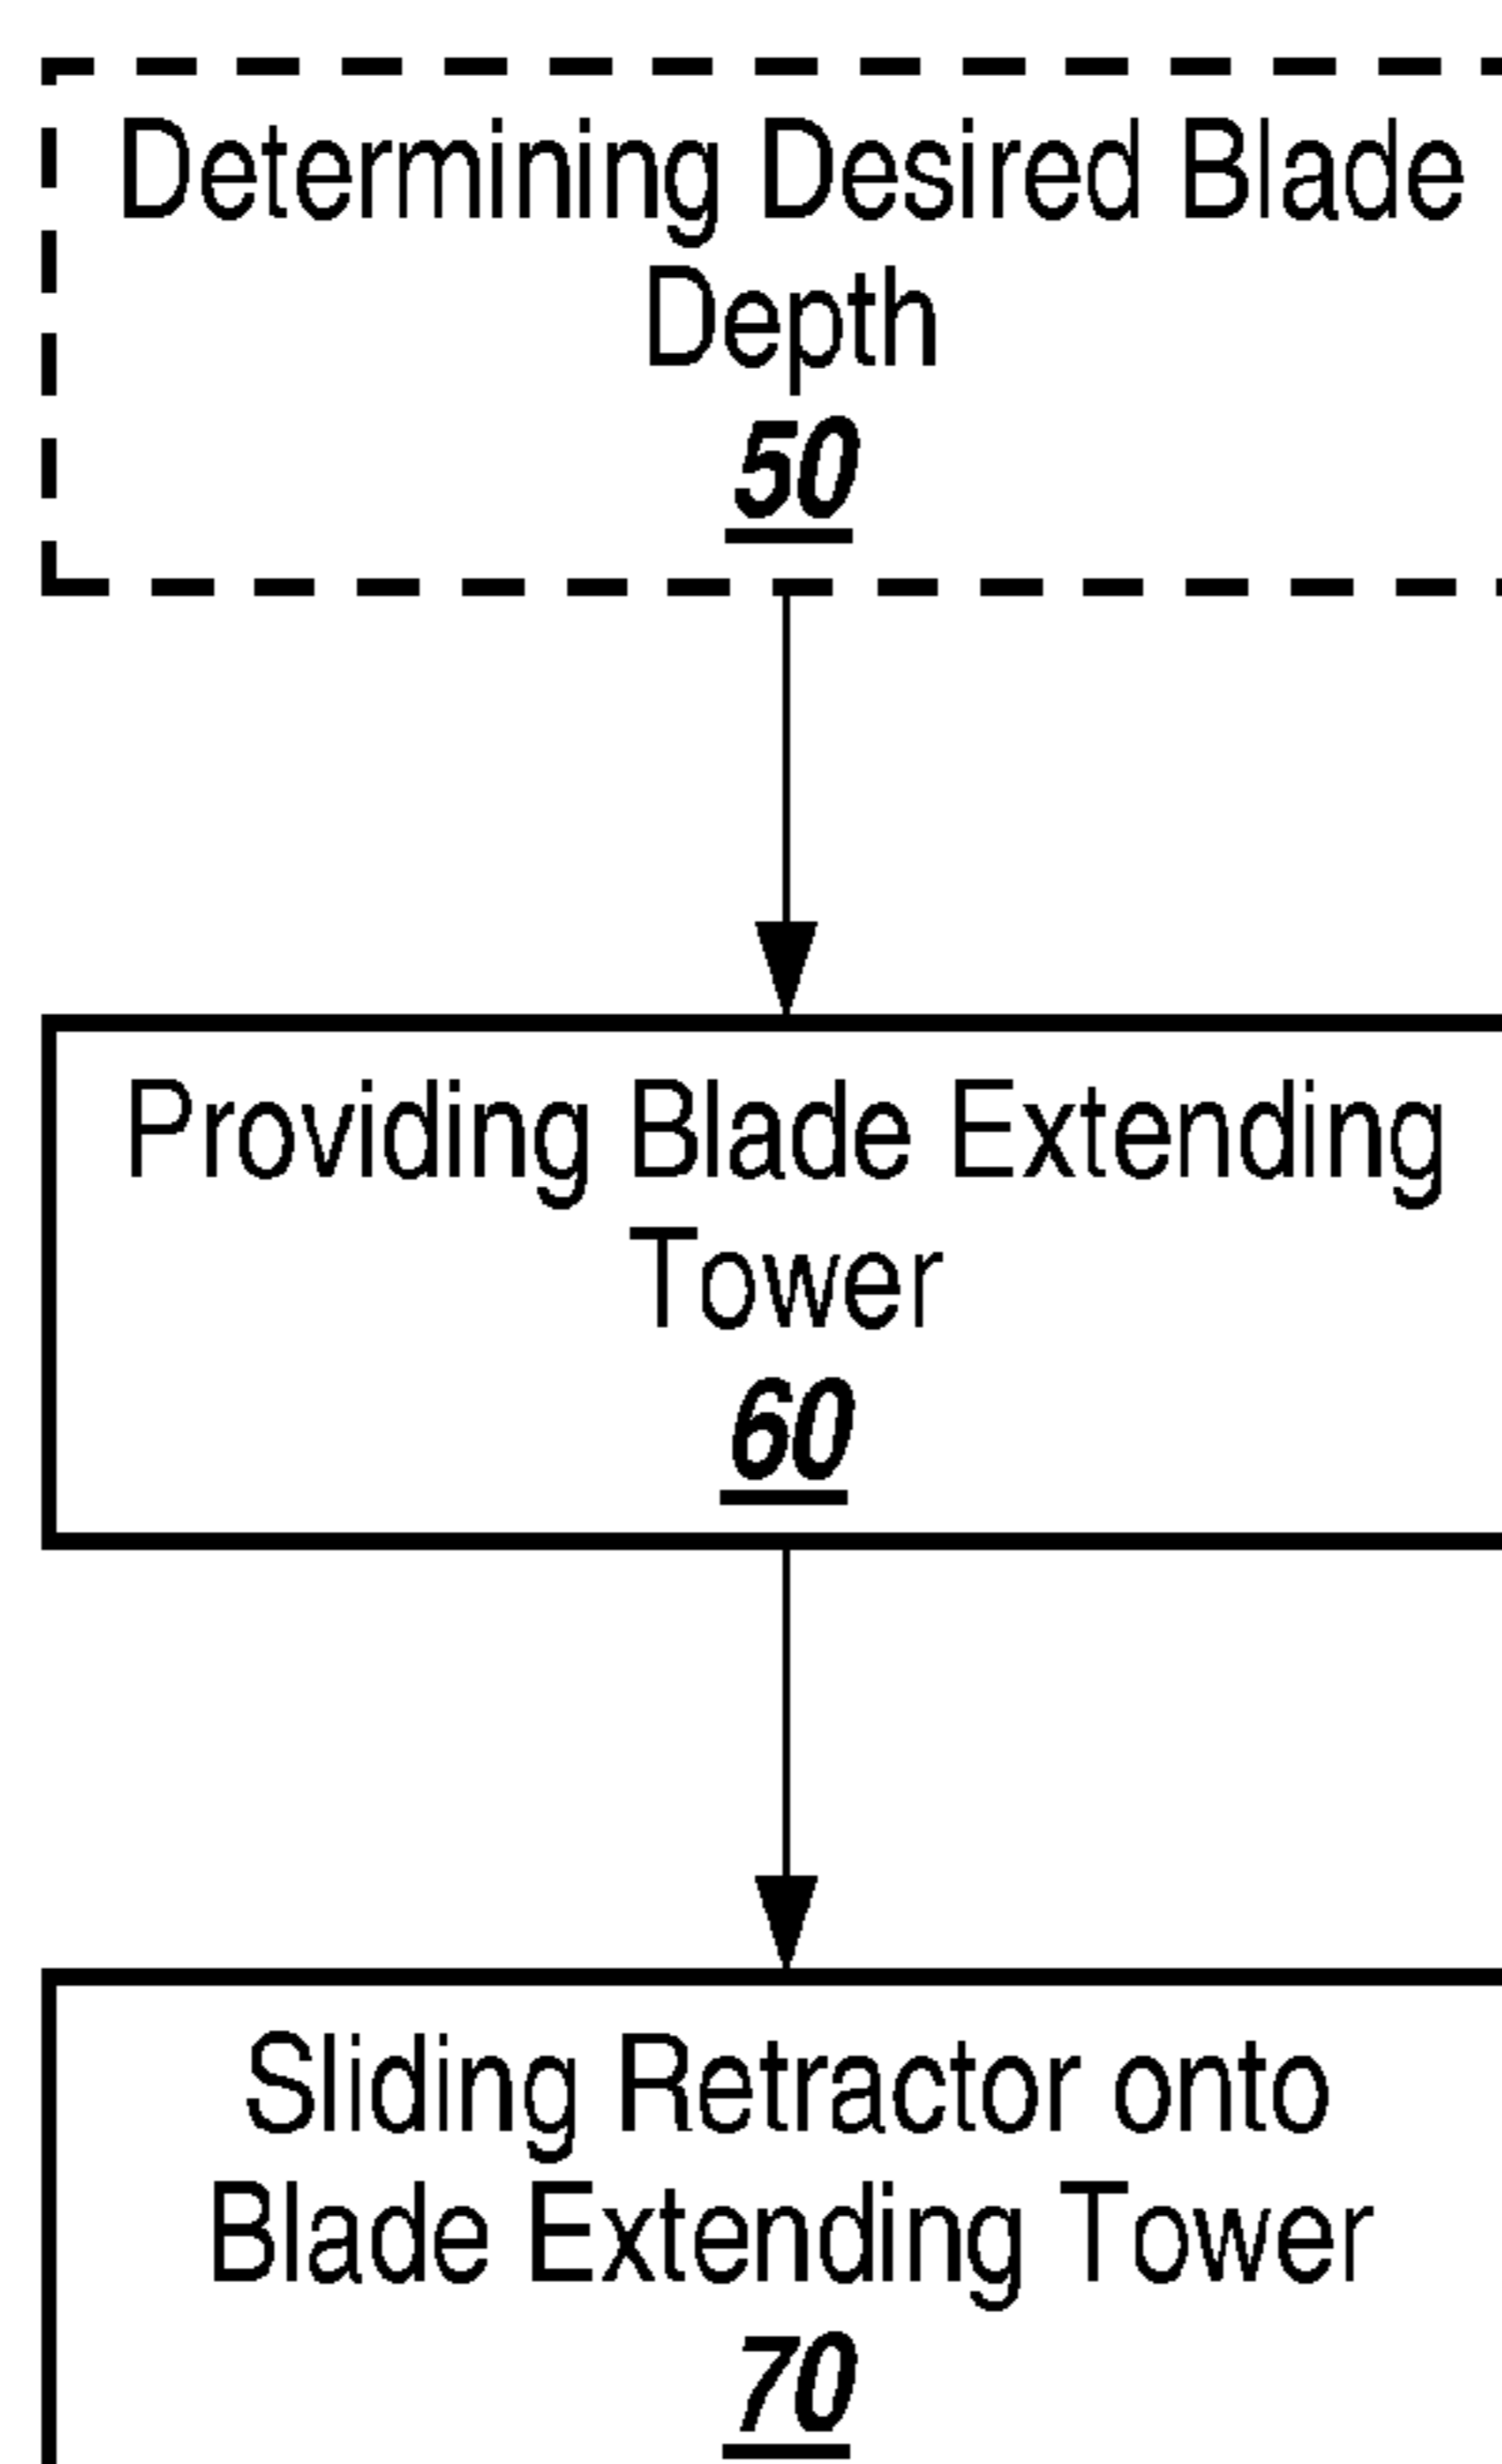 Determining Desired Blade
Depth
50
Providing Blade Extending
Tower
60
Sliding Retractor onto
Blade Extending Tower
70